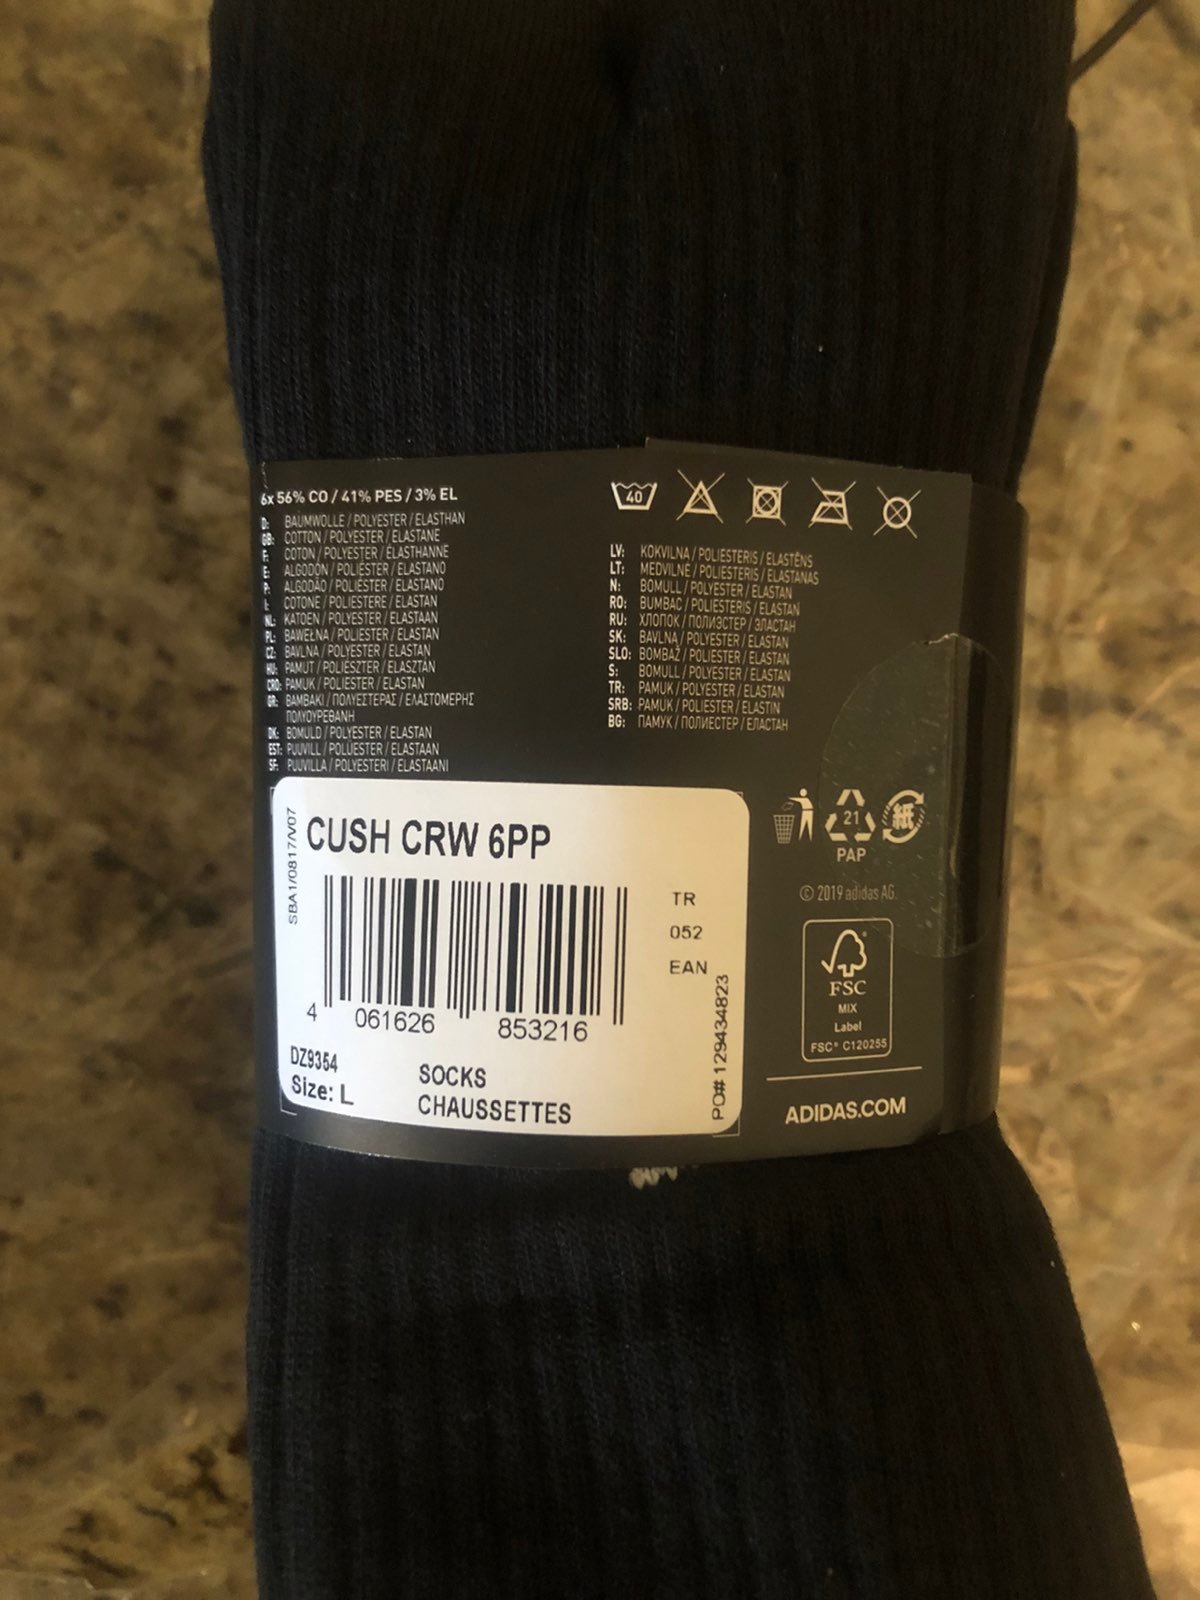 6x 56% CO / 41% PES / 3% EL
D: BAUMWOLLE / POLYESTER / ELASTHAN
GB: COTTON / POLYESTER / ELASTANE
F: COTON / POLYESTER / ÉLASTHANNE
E: ALGODÓN / POLIÉSTER / ELASTANO
P: ALGODÃO / POLIÉSTER / ELASTANO
I: COTONE / POLIESTERE / ELASTAN
NL: KATOEN / POLYESTER / ELASTAAN
PL: BAWEŁNA / POLIESTER / ELASTAN
CZ: BAVLNA / POLYESTER / ELASTAN
HU: PAMUT / POLIÉSZTER / ELASZTÁN
CRO: PAMUK / POLIESTER / ELASTAN
GR: ΒΑΜΒΑΚΙ / ΠΟΛΥΕΣΤΕΡΑΣ / ΕΛΑΣΤΟΜΕΡΗΣ
ΠΟΛΥΟΥΡΕΘΑΝΗ
DK: BOMULD / POLYESTER / ELASTAN
EST: PUUVILL / POLÜESTER / ELASTAAN
SF: PUUVILLA / POLYESTERI / ELASTAANI
40
LV: KOKVILNA / POLIESTERIS / ELASTĒNS
LT: MEDVILNĖ / POLIESTERIS / ELASTANAS
N: BOMULL / POLYESTER / ELASTAN
RO: BUMBAC / POLIESTERIS / ELASTAN
RU: ХЛОПОК / ПОЛИЭСТЕР / ЭЛАСТАН
SK: BAVLNA / POLYESTER / ELASTAN
SLO: BOMBAŽ / POLIESTER / ELASTAN
S: BOMULL / POLYESTER / ELASTAN
TR: PAMUK / POLYESTER / ELASTAN
SRB: PAMUK / POLIESTER / ELASTIN
BG: ПАМУК / ПОЛИЕСТЕР / ЕЛАСТАН
SBA1/0817/V07
CUSH CRW 6PP
TR
052
EAN
4 061626 853216
DZ9354
Size: L
SOCKS
CHAUSSETTES
PO# 129434823
21
PAP
紙
© 2019 adidas AG.
FSC
MIX
Label
FSC® C120255
ADIDAS.COM